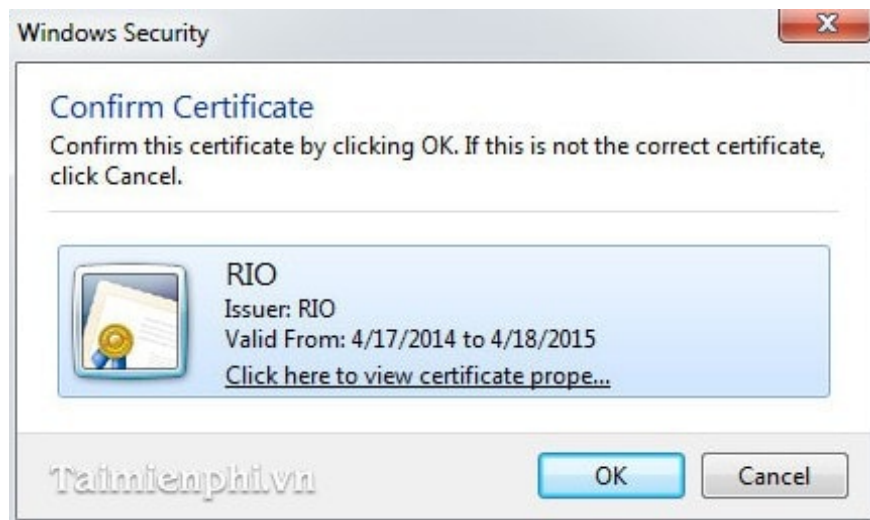 Windows Security
Confirm Certificate
Confirm this certificate by clicking OK. If this is not the correct certificate,
click Cancel.
RIO
Issuer: RIO
Valid From: 4/17/2014 to 4/18/2015
Click here to view certificate prope...
Taimienphi.vn
OK
Cancel